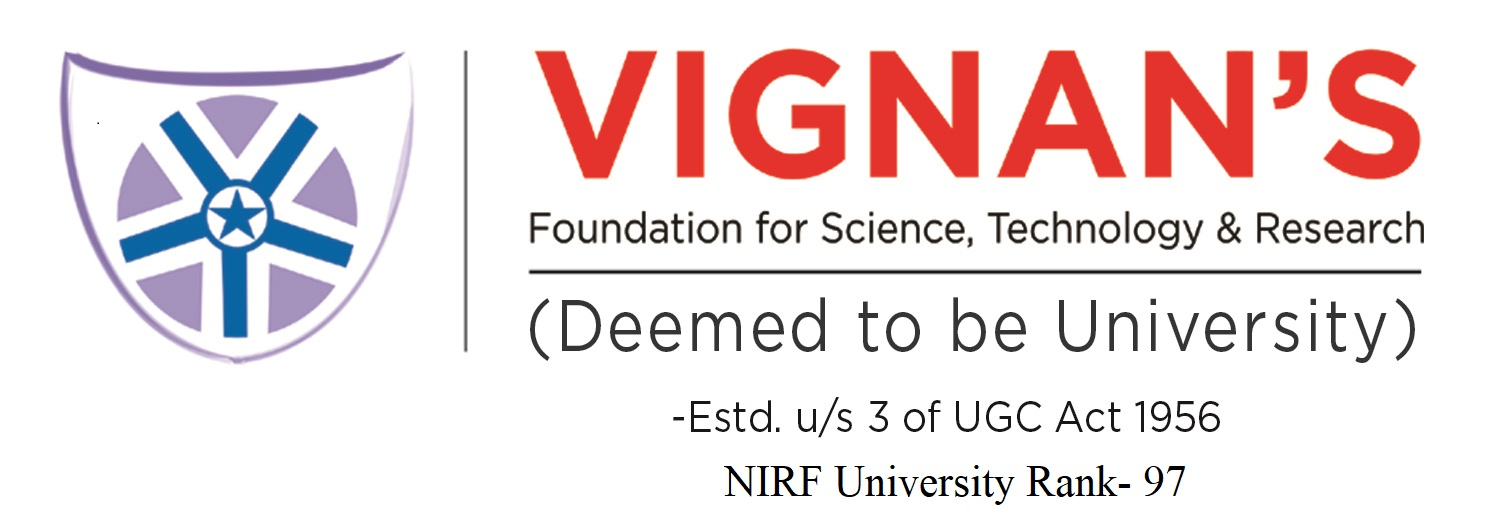 VIGNAN'S
Foundation for Science, Technology & Research
(Deemed to be University)
-Estd. u/s 3 of UGC Act 1956
NIRF University Rank- 97